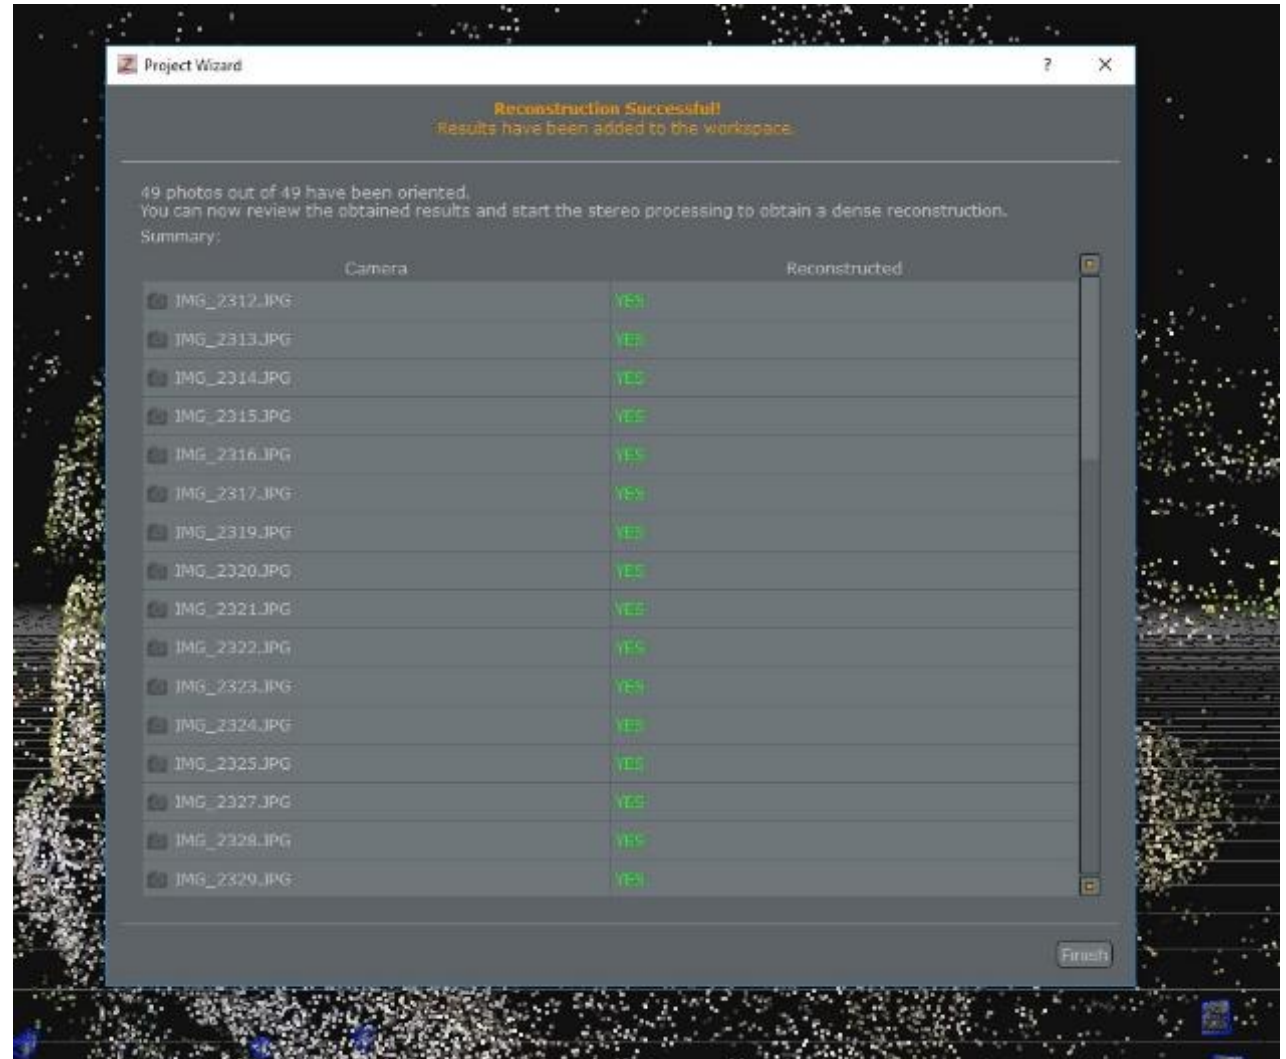 Project Wizard
Reconstruction Successful!
Results have been added to the workspace.
49 photos out of 49 have been oriented.
You can now review the obtained results and start the stereo processing to obtain a dense reconstruction.
Summary:
Camera Reconstructed
IMG_2312.JPG YES
IMG_2313.JPG YES
IMG_2314.JPG YES
IMG_2315.JPG YES
IMG_2316.JPG YES
IMG_2317.JPG YES
IMG_2319.JPG YES
IMG_2320.JPG YES
IMG_2321.JPG YES
IMG_2322.JPG YES
IMG_2323.JPG YES
IMG_2324.JPG YES
IMG_2325.JPG YES
IMG_2327.JPG YES
IMG_2328.JPG YES
IMG_2329.JPG YES
Finish